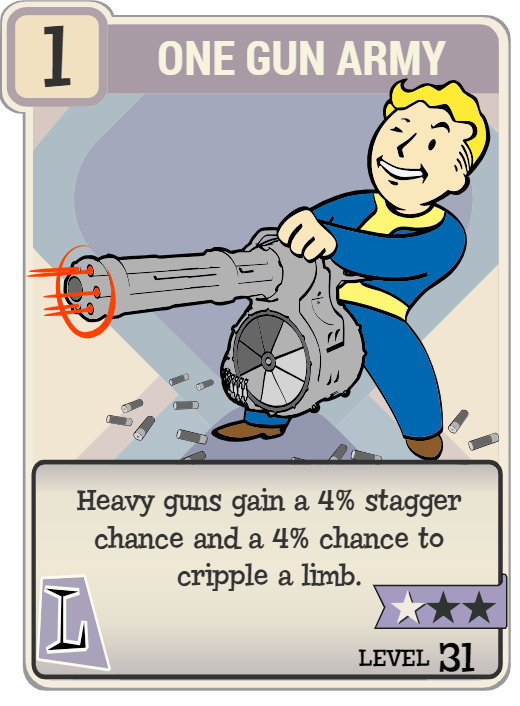 1
ONE GUN ARMY
Heavy guns gain a 4% stagger
chance and a 4% chance to
cripple a limb.
L
LEVEL 31